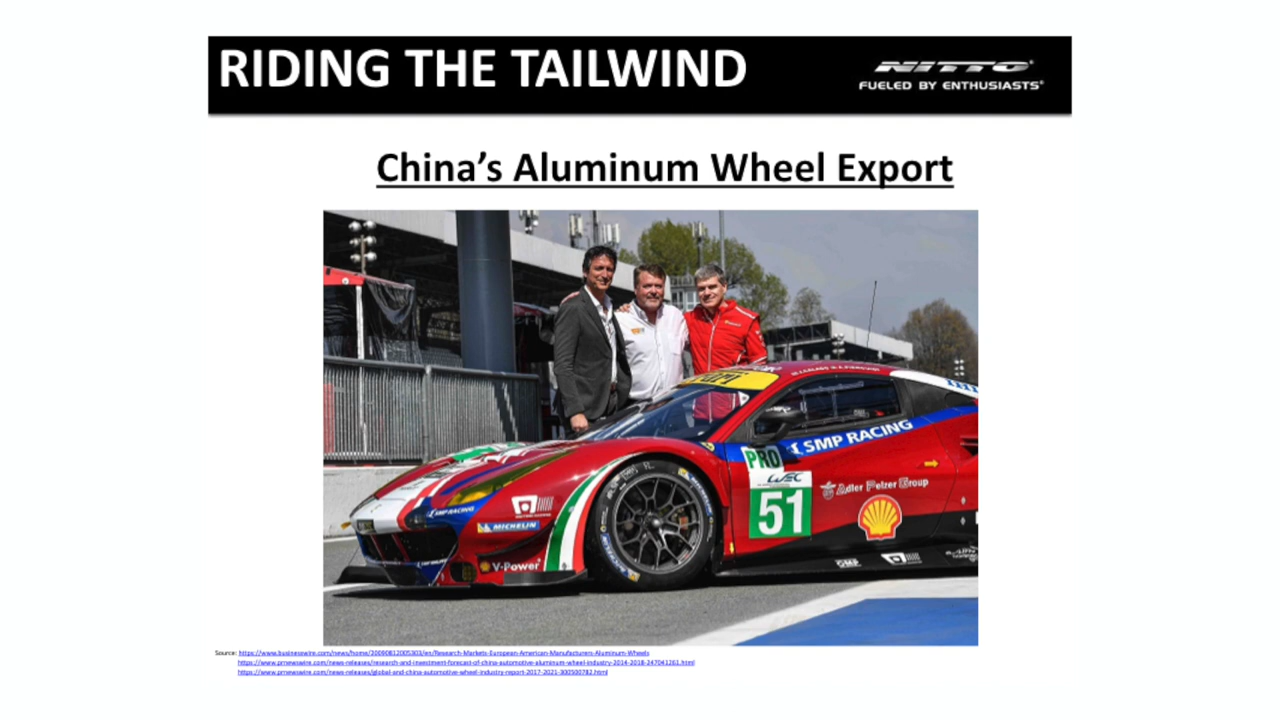 RIDING THE TAILWIND
NITTO
FUELED BY ENTHUSIASTS
China's Aluminum Wheel Export
SMP RACING
PRO
WEC
51
Adler Pelzer Group
SMP RACING
MICHELIN
V-Power
OMP
Source: https://www.businesswire.com/news/home/20090812005303/en/Research-Markets-European-American-Manufacturers-Aluminum-Wheels
https://www.prnewswire.com/news-releases/research-and-investment-forecast-of-china-automotive-aluminum-wheel-industry-2014-2018-247041261.html
https://www.prnewswire.com/news-releases/global-and-china-automotive-wheel-industry-report-2017-2021-300500782.html